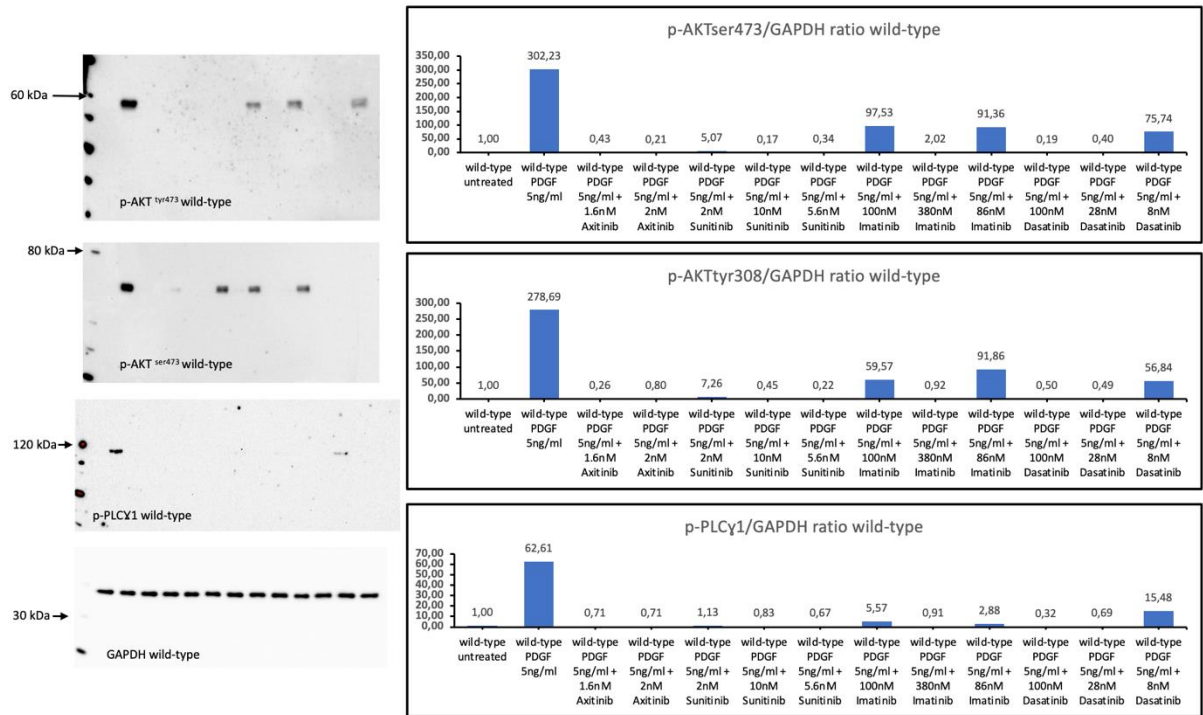 60 kDa
p-AKT tyr473 wild-type
80 kDa
p-AKT ser473 wild-type
120 kDa
p-PLCɣ1 wild-type
30 kDa
GAPDH wild-type
p-AKTser473/GAPDH ratio wild-type
350,00
300,00
250,00
200,00
150,00
100,00
50,00
0,00
1,00 302,23 0,43 0,21 5,07 0,17 0,34 97,53 2,02 91,36 0,19 0,40 75,74
wild-type wild-type wild-type wild-type wild-type wild-type wild-type wild-type wild-type wild-type wild-type wild-type wild-type
untreated PDGF PDGF PDGF PDGF PDGF PDGF PDGF PDGF PDGF PDGF PDGF PDGF
5ng/ml 5ng/ml + 5ng/ml + 5ng/ml + 5ng/ml + 5ng/ml + 5ng/ml + 5ng/ml + 5ng/ml + 5ng/ml + 5ng/ml + 5ng/ml +
1.6nM 2nM 2nM 10nM 5.6nM 100nM 380nM 86nM 100nM 28nM 8nM
Axitinib Axitinib Sunitinib Sunitinib Sunitinib Imatinib Imatinib Imatinib Dasatinib Dasatinib Dasatinib
p-AKTtyr308/GAPDH ratio wild-type
300,00
250,00
200,00
150,00
100,00
50,00
0,00
1,00 278,69 0,26 0,80 7,26 0,45 0,22 59,57 0,92 91,86 0,50 0,49 56,84
wild-type wild-type wild-type wild-type wild-type wild-type wild-type wild-type wild-type wild-type wild-type wild-type wild-type
untreated PDGF PDGF PDGF PDGF PDGF PDGF PDGF PDGF PDGF PDGF PDGF PDGF
5ng/ml 5ng/ml + 5ng/ml + 5ng/ml + 5ng/ml + 5ng/ml + 5ng/ml + 5ng/ml + 5ng/ml + 5ng/ml + 5ng/ml + 5ng/ml +
1.6nM 2nM 2nM 10nM 5.6nM 100nM 380nM 86nM 100nM 28nM 8nM
Axitinib Axitinib Sunitinib Sunitinib Sunitinib Imatinib Imatinib Imatinib Dasatinib Dasatinib Dasatinib
p-PLCɣ1/GAPDH ratio wild-type
70,00
60,00
50,00
40,00
30,00
20,00
10,00
0,00
1,00 62,61 0,71 0,71 1,13 0,83 0,67 5,57 0,91 2,88 0,32 0,69 15,48
wild-type wild-type wild-type wild-type wild-type wild-type wild-type wild-type wild-type wild-type wild-type wild-type wild-type
untreated PDGF PDGF PDGF PDGF PDGF PDGF PDGF PDGF PDGF PDGF PDGF PDGF
5ng/ml 5ng/ml + 5ng/ml + 5ng/ml + 5ng/ml + 5ng/ml + 5ng/ml + 5ng/ml + 5ng/ml + 5ng/ml + 5ng/ml + 5ng/ml +
1.6nM 2nM 2nM 10nM 5.6nM 100nM 380nM 86nM 100nM 28nM 8nM
Axitinib Axitinib Sunitinib Sunitinib Sunitinib Imatinib Imatinib Imatinib Dasatinib Dasatinib Dasatinib